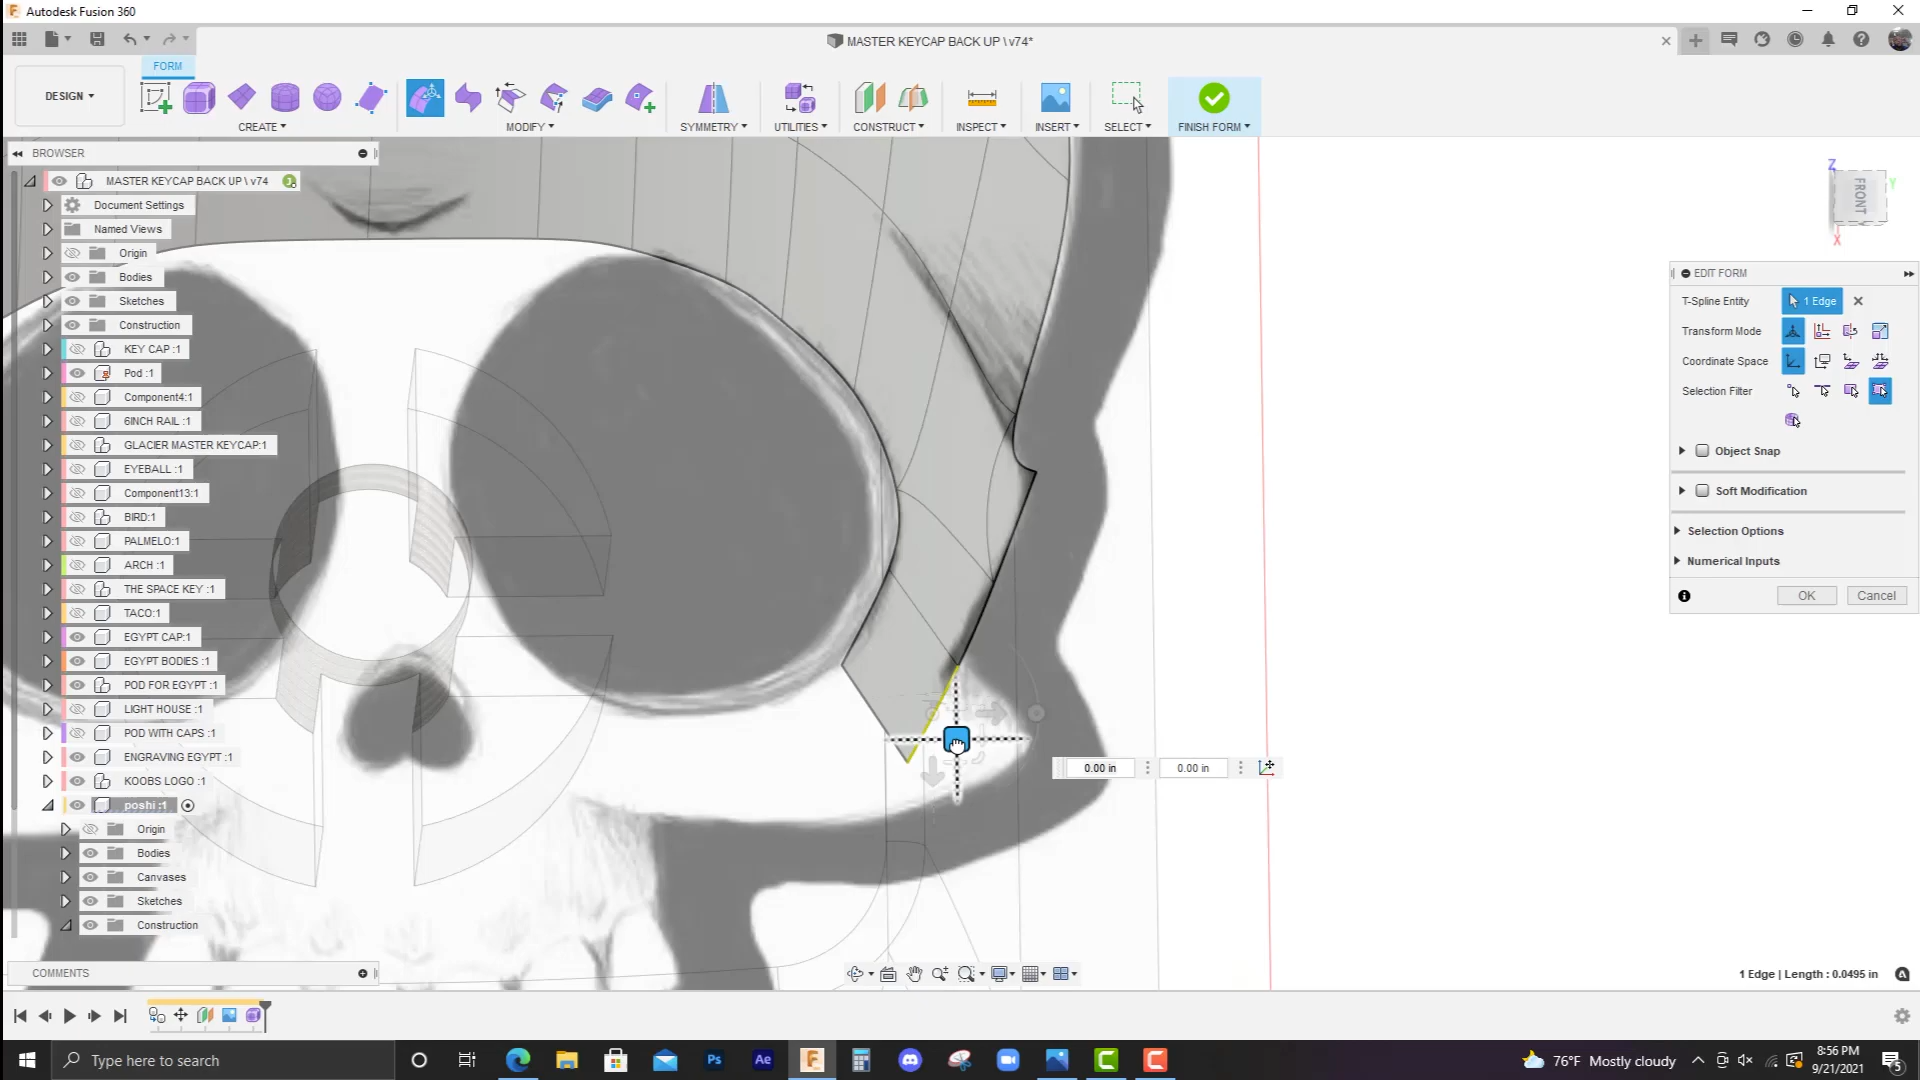 Autodesk Fusion 360
MASTER KEYCAP BACK UP \ v74*
FORM
DESIGN
CREATE
MODIFY
SYMMETRY
UTILITIES
CONSTRUCT
INSPECT
INSERT
SELECT
FINISH FORM
BROWSER
MASTER KEYCAP BACK UP \ v74
Document Settings
Named Views
Origin
Bodies
Sketches
Construction
KEY CAP :1
Pod :1
Component4:1
6INCH RAIL :1
GLACIER MASTER KEYCAP:1
EYEBALL :1
Component13:1
BIRD:1
PALMELO:1
ARCH :1
THE SPACE KEY :1
TACO:1
EGYPT CAP:1
EGYPT BODIES :1
POD FOR EGYPT :1
LIGHT HOUSE :1
POD WITH CAPS :1
ENGRAVING EGYPT :1
KOOBS LOGO :1
poshi :1
Origin
Bodies
Canvases
Sketches
Construction
COMMENTS
Z
Y
FRONT
X
EDIT FORM
T-Spline Entity
1 Edge
Transform Mode
Coordinate Space
Selection Filter
Object Snap
Soft Modification
Selection Options
Numerical Inputs
OK
Cancel
0.00 in
0.00 in
1 Edge | Length : 0.0495 in
Type here to search
Ps
Ae
76°F Mostly cloudy
8:56 PM
9/21/2021
5